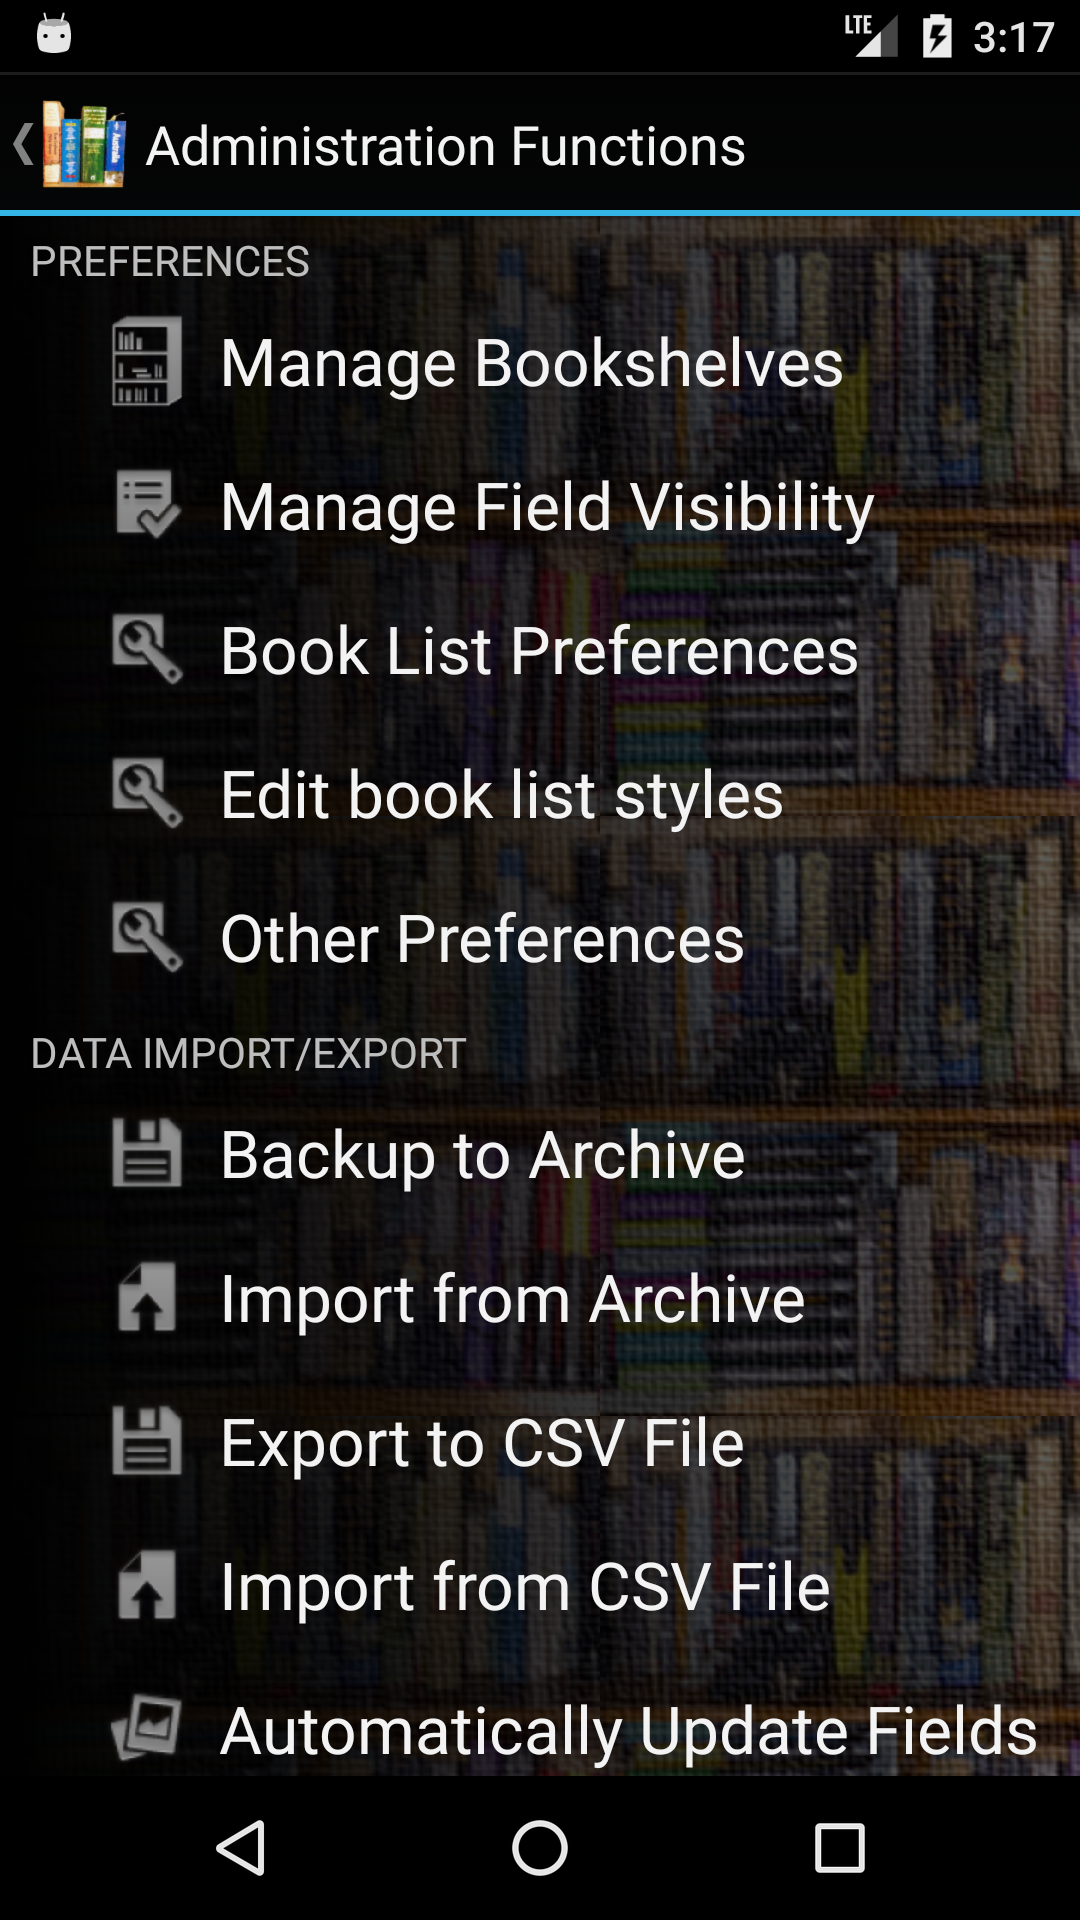 LTE 3:17
Administration Functions
PREFERENCES
Manage Bookshelves
Manage Field Visibility
Book List Preferences
Edit book list styles
Other Preferences
DATA IMPORT/EXPORT
Backup to Archive
Import from Archive
Export to CSV File
Import from CSV File
Automatically Update Fields